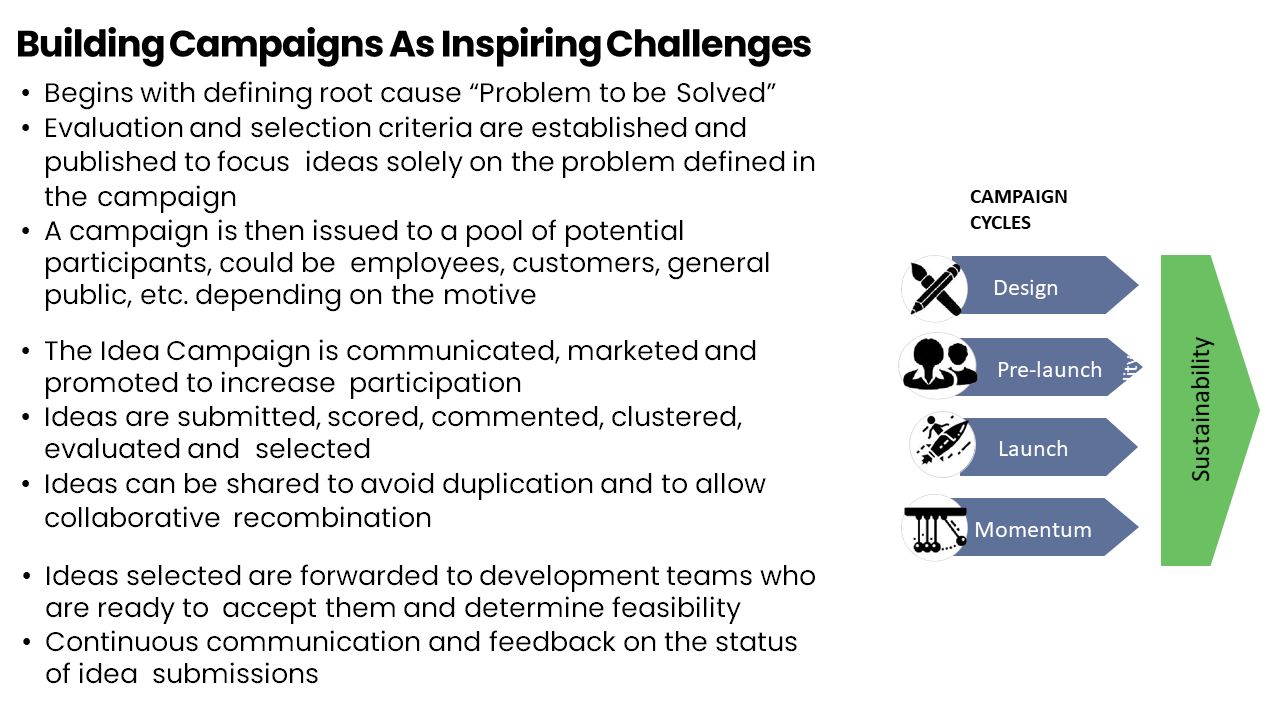 Building Campaigns As Inspiring Challenges
• Begins with defining root cause “Problem to be Solved”
• Evaluation and selection criteria are established and
published to focus ideas solely on the problem defined in
the campaign
• A campaign is then issued to a pool of potential
participants, could be employees, customers, general
public, etc. depending on the motive
• The Idea Campaign is communicated, marketed and
promoted to increase participation
• Ideas are submitted, scored, commented, clustered,
evaluated and selected
• Ideas can be shared to avoid duplication and to allow
collaborative recombination
• Ideas selected are forwarded to development teams who
are ready to accept them and determine feasibility
• Continuous communication and feedback on the status
of idea submissions
CAMPAIGN
CYCLES
Design
Pre-launch
lity
Launch
Momentum
Sustainability